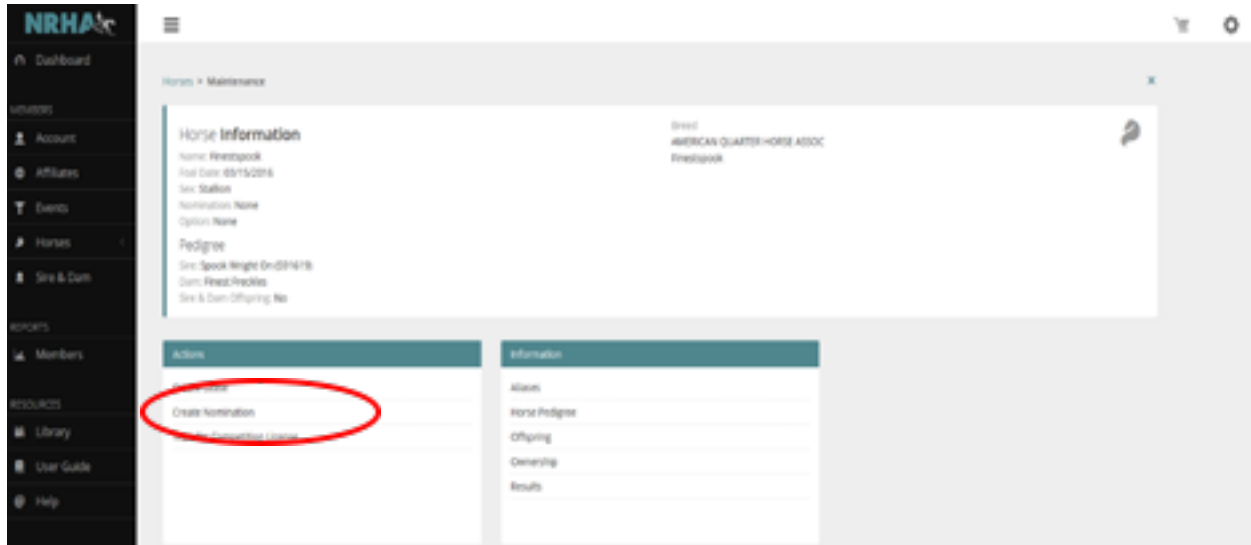 NRHA
Dashboard
MEMBERS
Account
Affiliates
Events
Horses
Sire & Dam
REPORTS
Members
RESOURCES
Library
User Guide
Help
Horses > Maintenance
x
Horse Information
Name: Finestspook
Foal Date: 03/15/2016
Sex: Stallion
Nomination: None
Option: None
Pedigree
Sire: Spook Wright On
Dam: Finest Freckles
Sire & Dam Offspring: No
Breed
AMERICAN QUARTER HORSE ASSOC
Finestspook
Actions
Create Nomination
Competition License
Information
Aliases
Horse Pedigree
Offspring
Ownership
Results